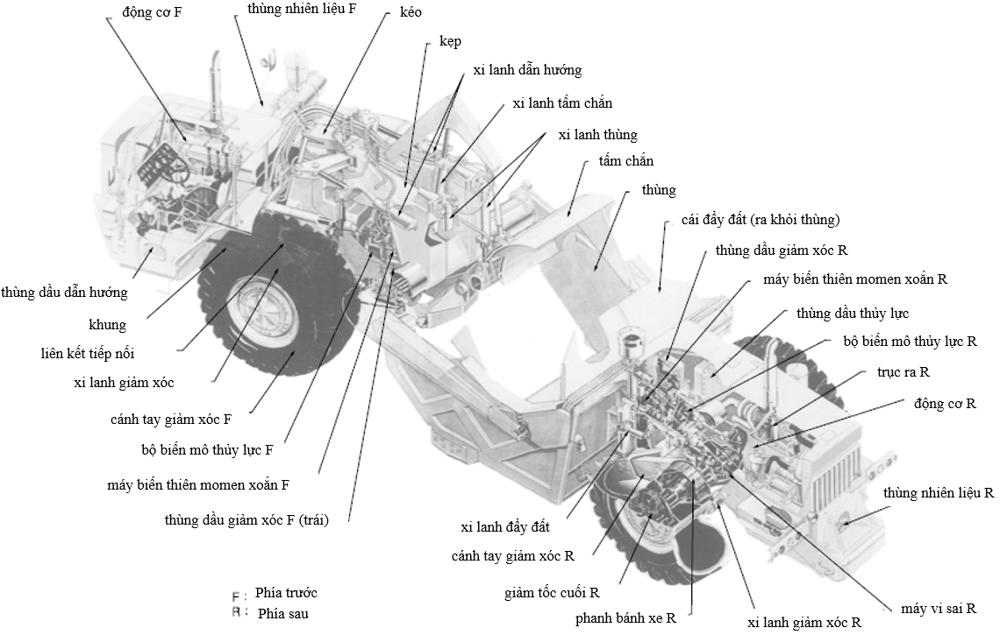 động cơ F
thùng nhiên liệu F
kéo
kẹp
xi lanh dẫn hướng
xi lanh tấm chắn
xi lanh thùng
tấm chắn
thùng
cái đẩy đất (ra khỏi thùng)
thùng dầu giảm xóc R
máy biến thiên momen xoắn R
thùng dầu thủy lực
bộ biến mô thủy lực R
trục ra R
động cơ R
thùng nhiên liệu R
thùng dầu dẫn hướng
khung
liên kết tiếp nối
xi lanh giảm xóc
cánh tay giảm xóc F
bộ biến mô thủy lực F
máy biến thiên momen xoắn F
thùng dầu giảm xóc F (trái)
xi lanh đẩy đất
cánh tay giảm xóc R
giảm tốc cuối R
phanh bánh xe R
xi lanh giảm xóc R
máy vi sai R
F : Phía trước
R : Phía sau